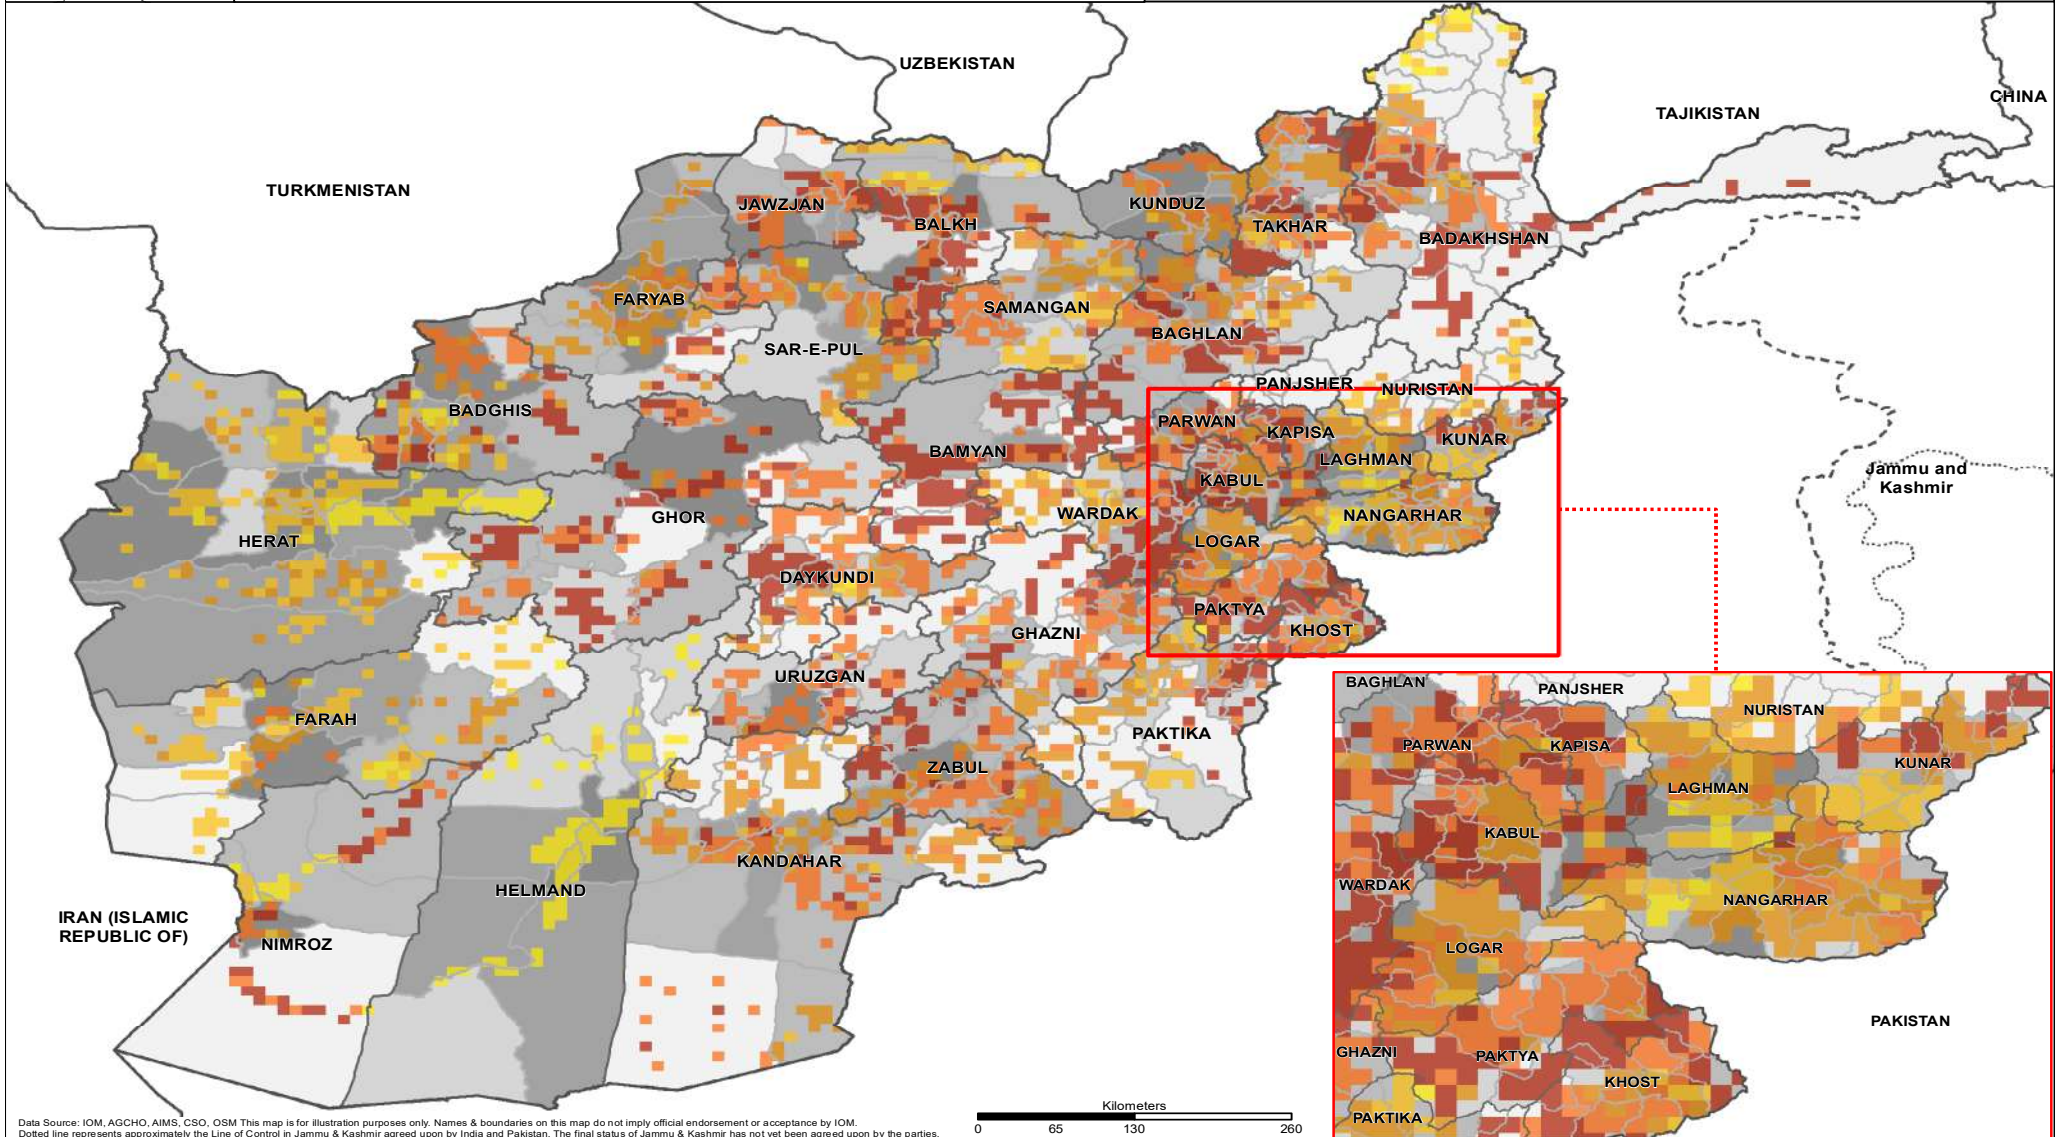 UZBEKISTAN
CHINA
TAJIKISTAN
TURKMENISTAN
JAWZJAN
KUNDUZ
BALKH
TAKHAR
BADAKHSHAN
FARYAB
SAMANGAN
BAGHLAN
SAR-E-PUL
PANJSHER
NURISTAN
BADGHIS
PARWAN
KAPISA
KUNAR
BAMYAN
LAGHMAN
Jammu and
Kashmir
KABUL
WARDAK
NANGARHAR
GHOR
HERAT
LOGAR
DAYKUNDI
PAKTYA
GHAZNI
KHOST
URUZGAN
FARAH
PAKTIKA
ZABUL
KANDAHAR
HELMAND
IRAN (ISLAMIC
REPUBLIC OF)
NIMROZ
BAGHLAN
PANJSHER
NURISTAN
PARWAN
KAPISA
KUNAR
LAGHMAN
KABUL
WARDAK
NANGARHAR
LOGAR
PAKISTAN
GHAZNI
PAKTYA
KHOST
PAKTIKA
Kilometers
0 65 130 260
Data Source: IOM, AGCHO, AIMS, CSO, OSM This map is for illustration purposes only. Names & boundaries on this map do not imply official endorsement or acceptance by IOM.
Dotted line represents approximately the Line of Control in Jammu & Kashmir agreed upon by India and Pakistan. The final status of Jammu & Kashmir has not yet been agreed upon by the parties.